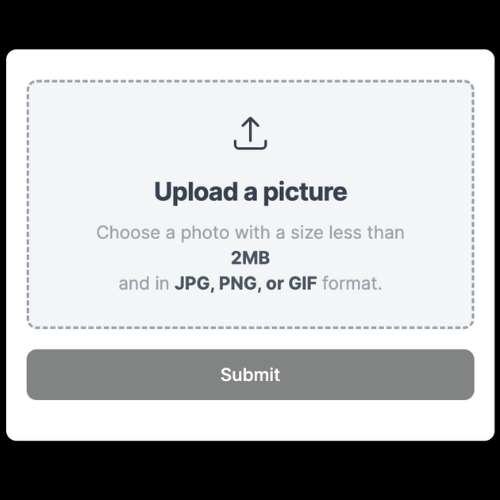 Upload a picture
Choose a photo with a size less than
2MB
and in JPG, PNG, or GIF format.
Submit